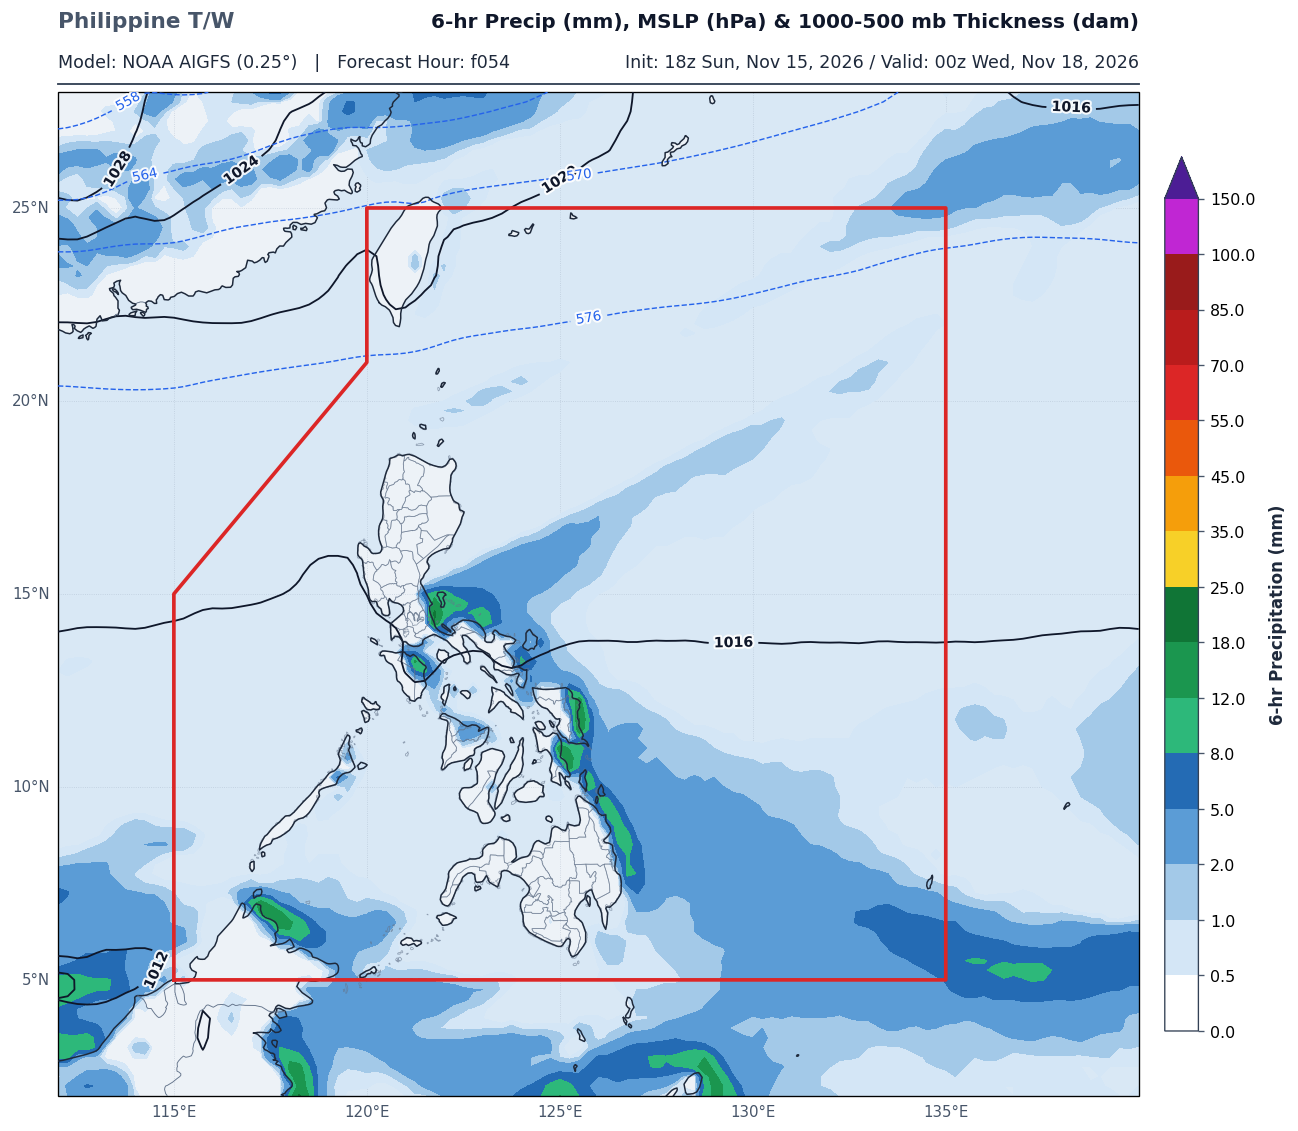 Philippine T/W
6-hr Precip (mm), MSLP (hPa) & 1000-500 mb Thickness (dam)
Model: NOAA AIGFS (0.25°) | Forecast Hour: f054
Init: 18z Sun, Nov 15, 2026 / Valid: 00z Wed, Nov 18, 2026
558
1016
1028
564
1024
570
25°N
576
20°N
15°N
1016
10°N
1012
5°N
115°E
120°E
125°E
130°E
135°E
150.0
100.0
85.0
70.0
55.0
45.0
35.0
25.0
18.0
12.0
8.0
5.0
2.0
1.0
0.5
0.0
6-hr Precipitation (mm)